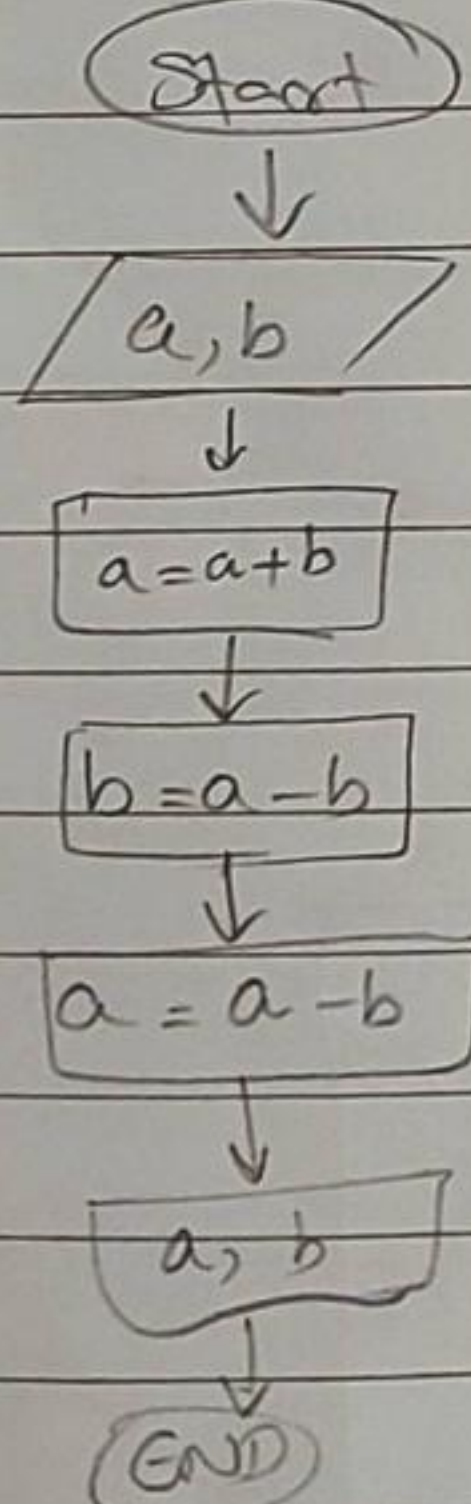 Start
a, b
a = a + b
b = a - b
a = a - b
a, b
END